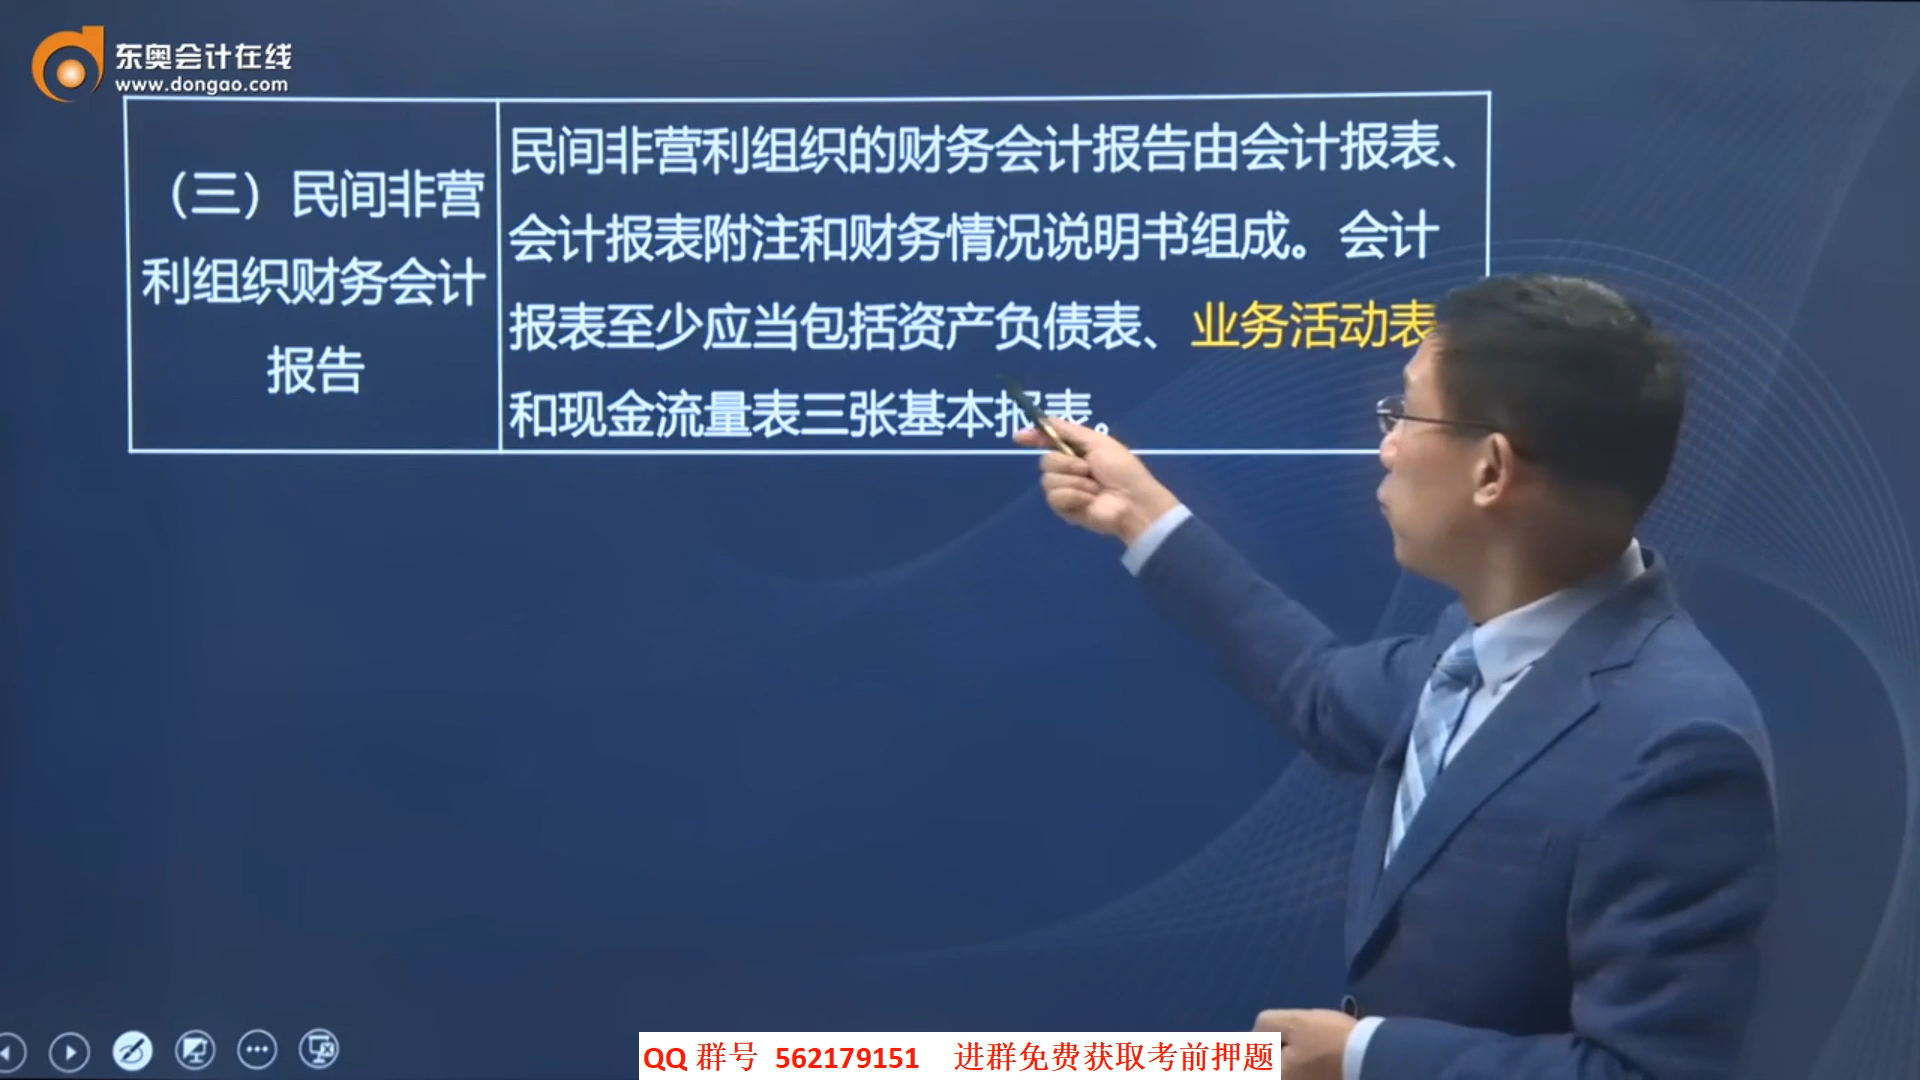 东奥会计在线
www.dongao.com
（三）民间非营
利组织财务会计
报告
民间非营利组织的财务会计报告由会计报表、
会计报表附注和财务情况说明书组成。会计
报表至少应当包括资产负债表、业务活动表
和现金流量表三张基本报表。
QQ 群号 562179151 进群免费获取考前押题